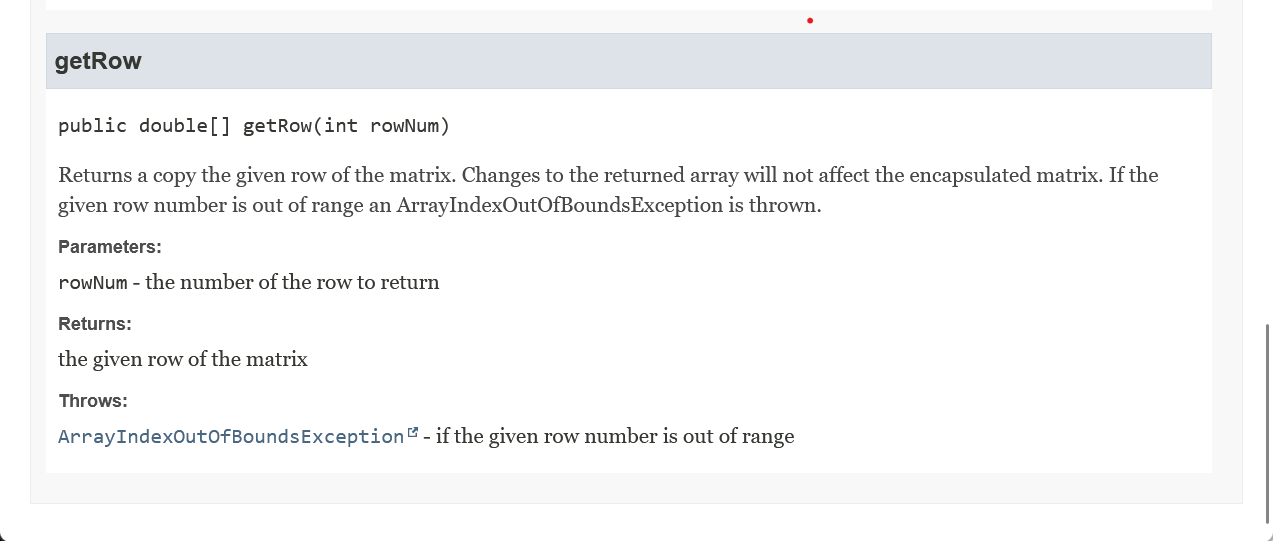 getRow
public double[] getRow(int rowNum)
Returns a copy the given row of the matrix. Changes to the returned array will not affect the encapsulated matrix. If the
given row number is out of range an ArrayIndexOutOfBoundsException is thrown.
Parameters:
rowNum - the number of the row to return
Returns:
the given row of the matrix
Throws:
ArrayIndexOutOfBoundsException - if the given row number is out of range